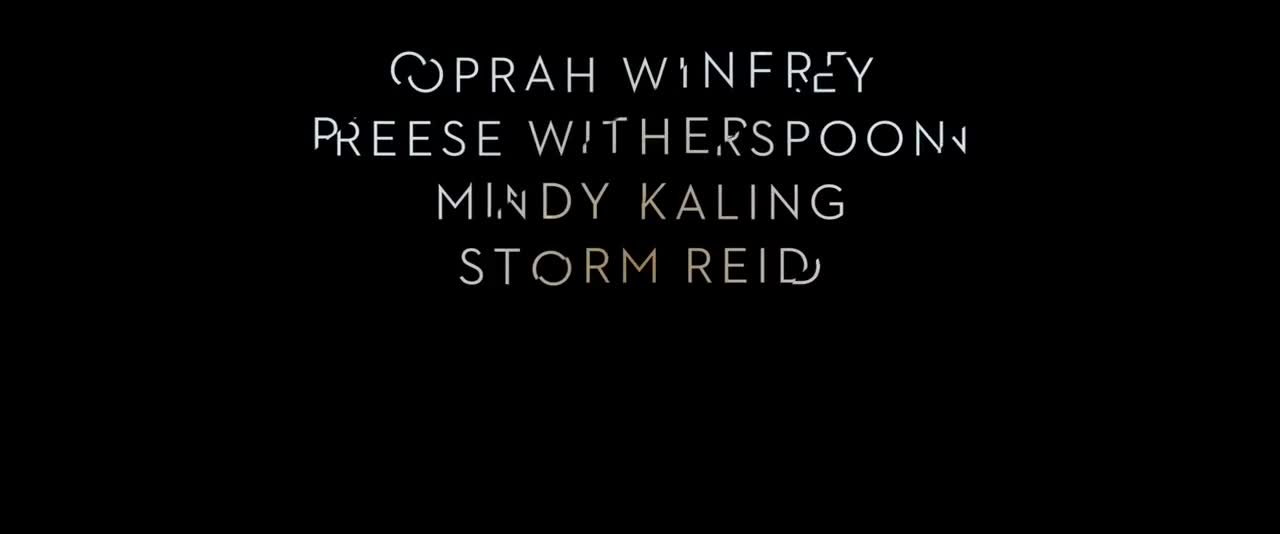 OPRAH WINFREY
REESE WITHERSPOON
MINDY KALING
STORM REID